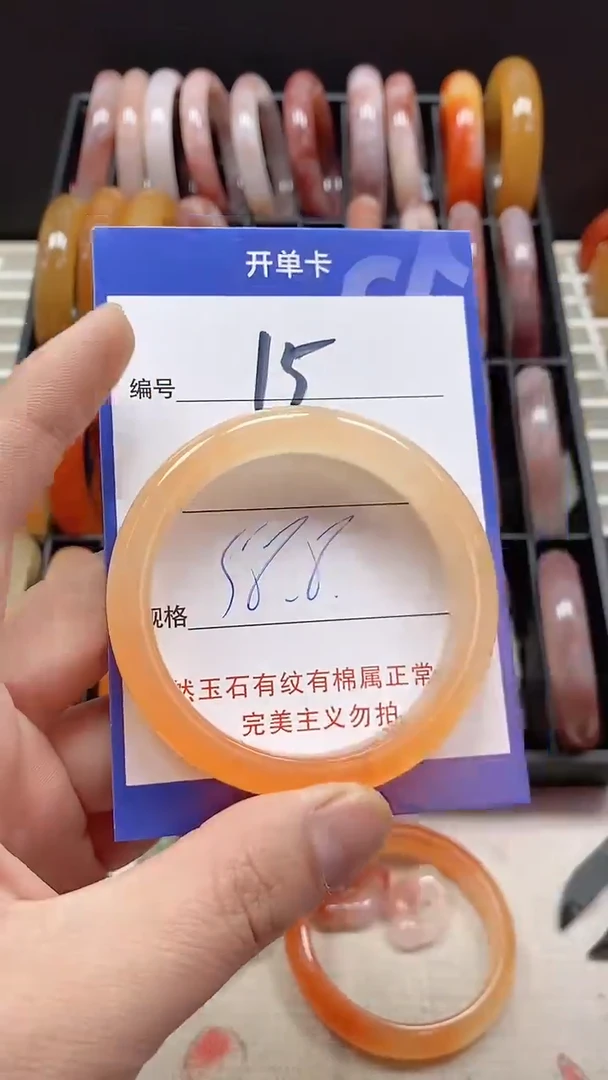 开单卡
编号 15
58.8.
规格
然玉石有纹有棉属正常
完美主义勿拍